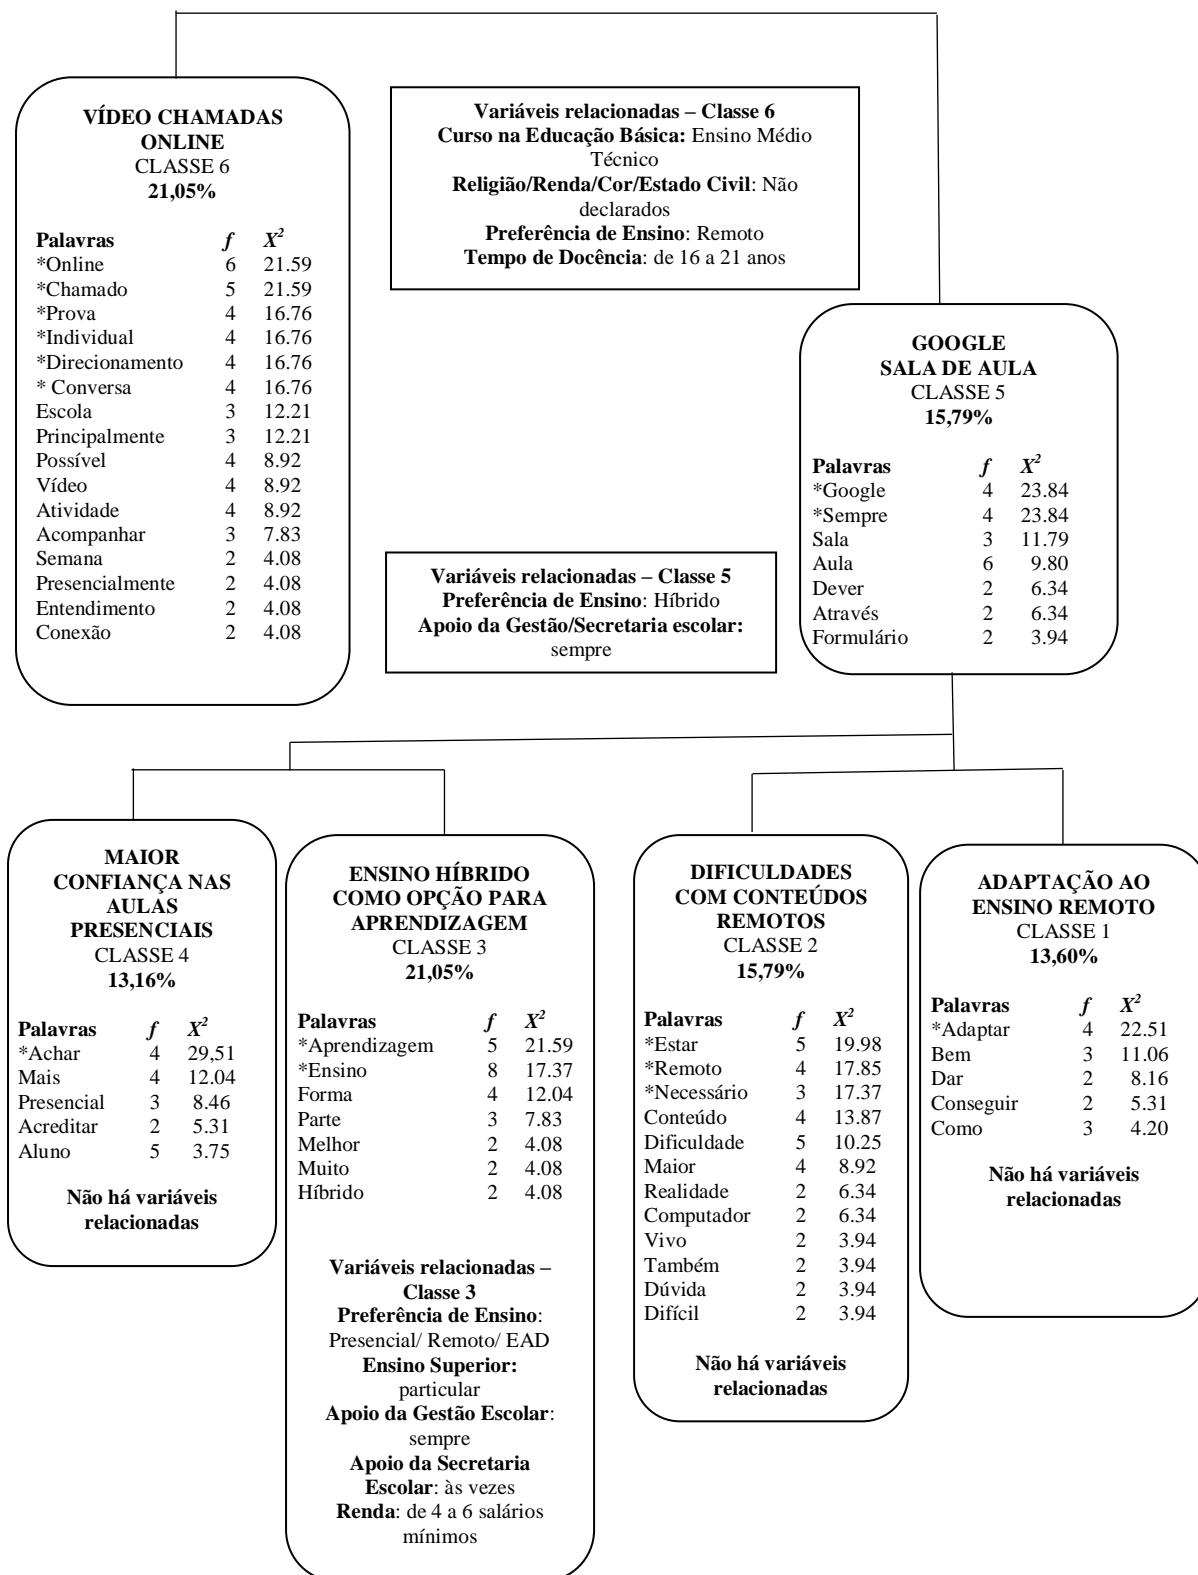 VÍDEO CHAMADAS
ONLINE
CLASSE 6
21,05%
Palavras f X²
*Online 6 21.59
*Chamado 5 21.59
*Prova 4 16.76
*Individual 4 16.76
*Direcionamento 4 16.76
* Conversa 4 16.76
Escola 3 12.21
Principalmente 3 12.21
Possível 4 8.92
Vídeo 4 8.92
Atividade 4 8.92
Acompanhar 3 7.83
Semana 2 4.08
Presencialmente 2 4.08
Entendimento 2 4.08
Conexão 2 4.08
Variáveis relacionadas – Classe 6
Curso na Educação Básica: Ensino Médio
Técnico
Religião/Renda/Cor/Estado Civil: Não
declarados
Preferência de Ensino: Remoto
Tempo de Docência: de 16 a 21 anos
GOOGLE
SALA DE AULA
CLASSE 5
15,79%
Palavras f X²
*Google 4 23.84
*Sempre 4 23.84
Sala 3 11.79
Aula 6 9.80
Dever 2 6.34
Através 2 6.34
Formulário 2 3.94
Variáveis relacionadas – Classe 5
Preferência de Ensino: Híbrido
Apoio da Gestão/Secretaria escolar:
sempre
MAIOR
CONFIANÇA NAS
AULAS
PRESENCIAIS
CLASSE 4
13,16%
Palavras f X²
*Achar 4 29,51
Mais 4 12.04
Presencial 3 8.46
Acreditar 2 5.31
Aluno 5 3.75
Não há variáveis
relacionadas
ENSINO HÍBRIDO
COMO OPÇÃO PARA
APRENDIZAGEM
CLASSE 3
21,05%
Palavras f X²
*Aprendizagem 5 21.59
*Ensino 8 17.37
Forma 4 12.04
Parte 3 7.83
Melhor 2 4.08
Muito 2 4.08
Híbrido 2 4.08
Variáveis relacionadas –
Classe 3
Preferência de Ensino:
Presencial/ Remoto/ EAD
Ensino Superior:
particular
Apoio da Gestão Escolar:
sempre
Apoio da Secretaria
Escolar: às vezes
Renda: de 4 a 6 salários
mínimos
DIFICULDADES
COM CONTEÚDOS
REMOTOS
CLASSE 2
15,79%
Palavras f X²
*Estar 5 19.98
*Remoto 4 17.85
*Necessário 3 17.37
Conteúdo 4 13.87
Dificuldade 5 10.25
Maior 4 8.92
Realidade 2 6.34
Computador 2 6.34
Vivo 2 3.94
Também 2 3.94
Dúvida 2 3.94
Difícil 2 3.94
Não há variáveis
relacionadas
ADAPTAÇÃO AO
ENSINO REMOTO
CLASSE 1
13,60%
Palavras f X²
*Adaptar 4 22.51
Bem 3 11.06
Dar 2 8.16
Conseguir 2 5.31
Como 3 4.20
Não há variáveis
relacionadas